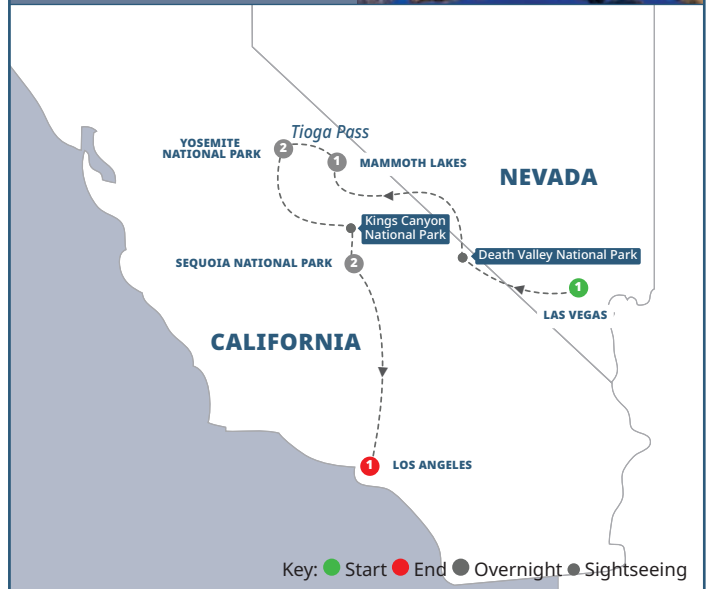 Tioga Pass
YOSEMITE
NATIONAL PARK
2
1
MAMMOTH LAKES
NEVADA
Kings Canyon
National Park
Death Valley National Park
SEQUOIA NATIONAL PARK
2
1
LAS VEGAS
CALIFORNIA
1
LOS ANGELES
Key: Start End Overnight Sightseeing